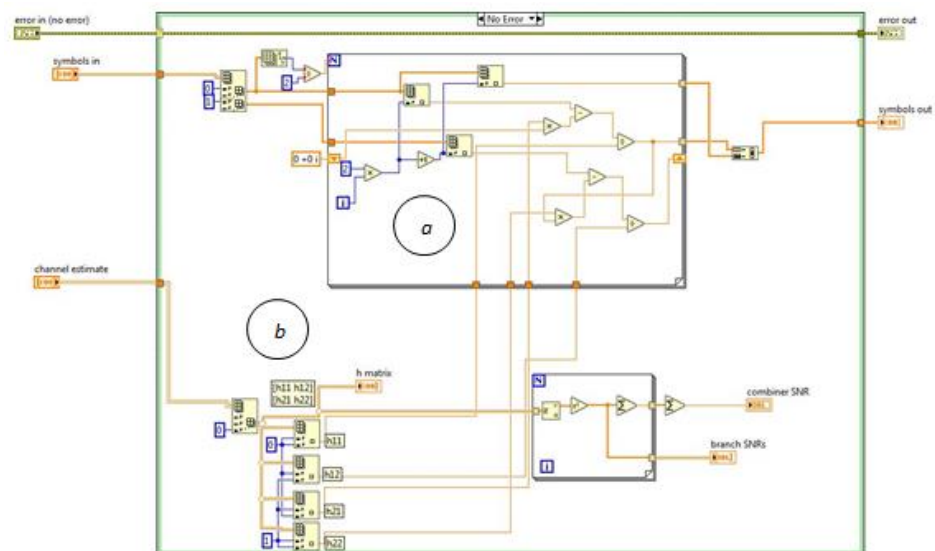 No Error
error in (no error)
error out
symbols in
N
2
0
0
symbols out
0 +0 i
2
i
a
channel estimate
b
h matrix
[h11 h12]
[h21 h22]
N
combiner SNR
0
h11
0
branch SNRs
i
h12
h21
1
h22